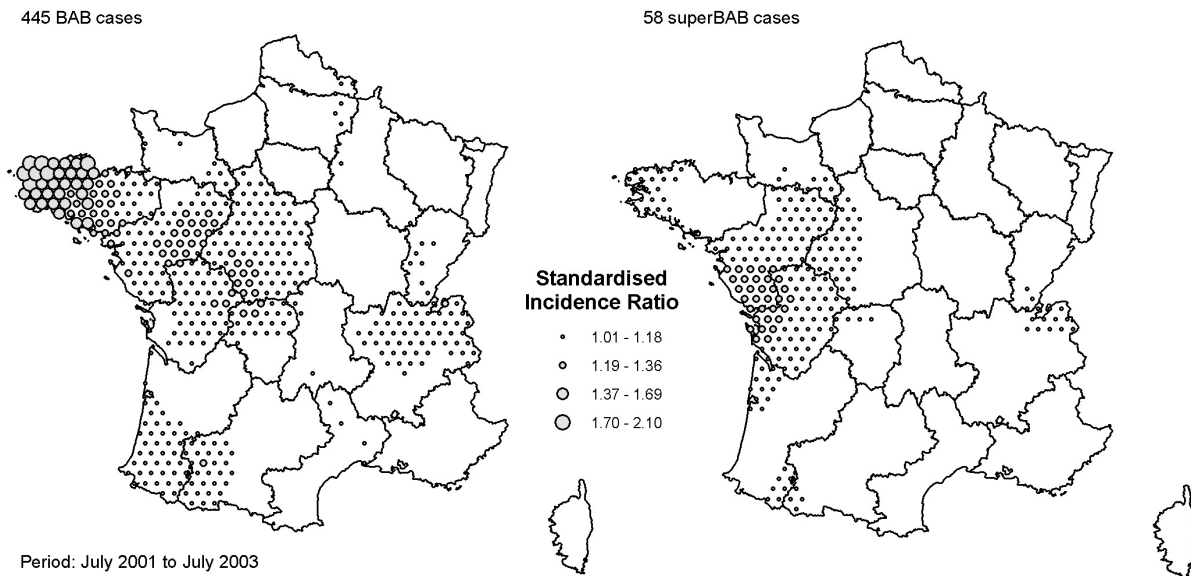 445 BAB cases
58 superBAB cases
Standardised
Incidence Ratio
1.01 - 1.18
1.19 - 1.36
1.37 - 1.69
1.70 - 2.10
Period: July 2001 to July 2003